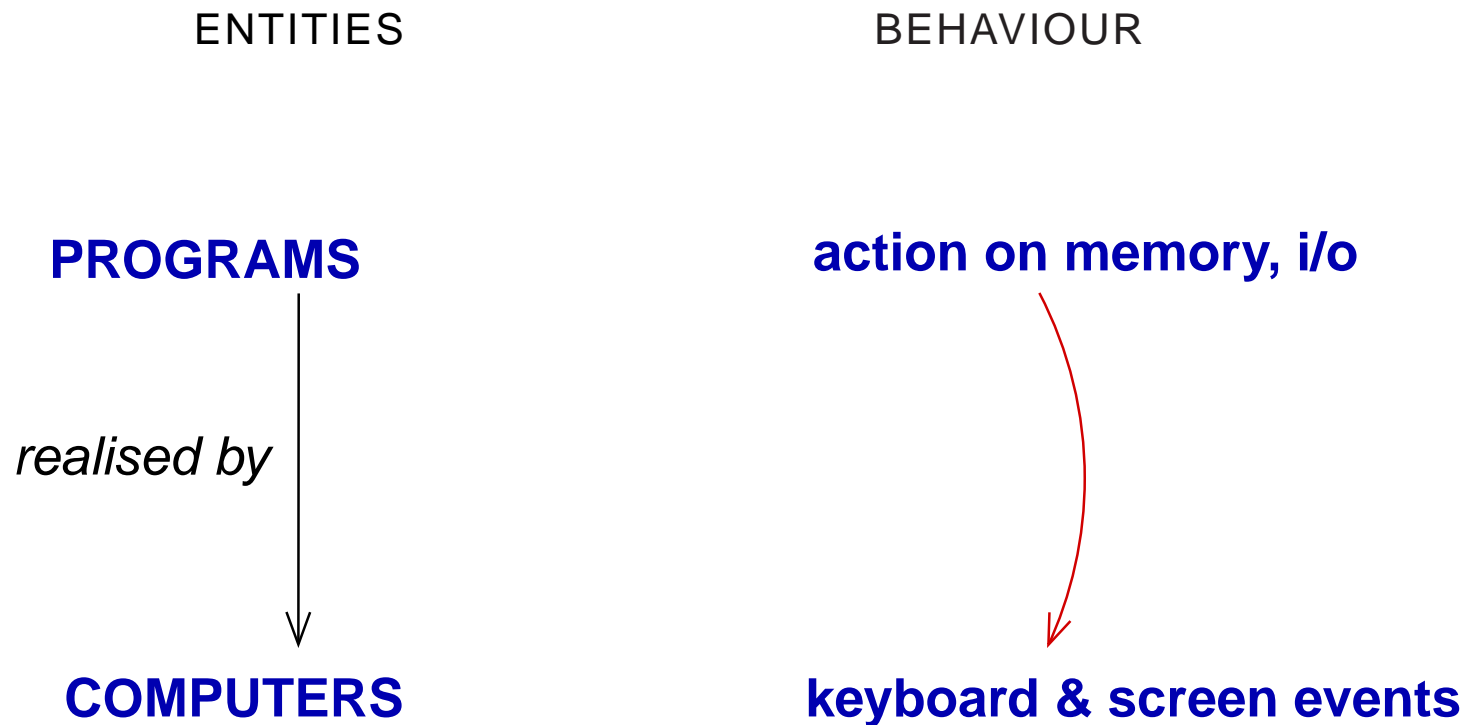 ENTITIES BEHAVIOUR
PROGRAMS action on memory, i/o
realised by
COMPUTERS keyboard & screen events